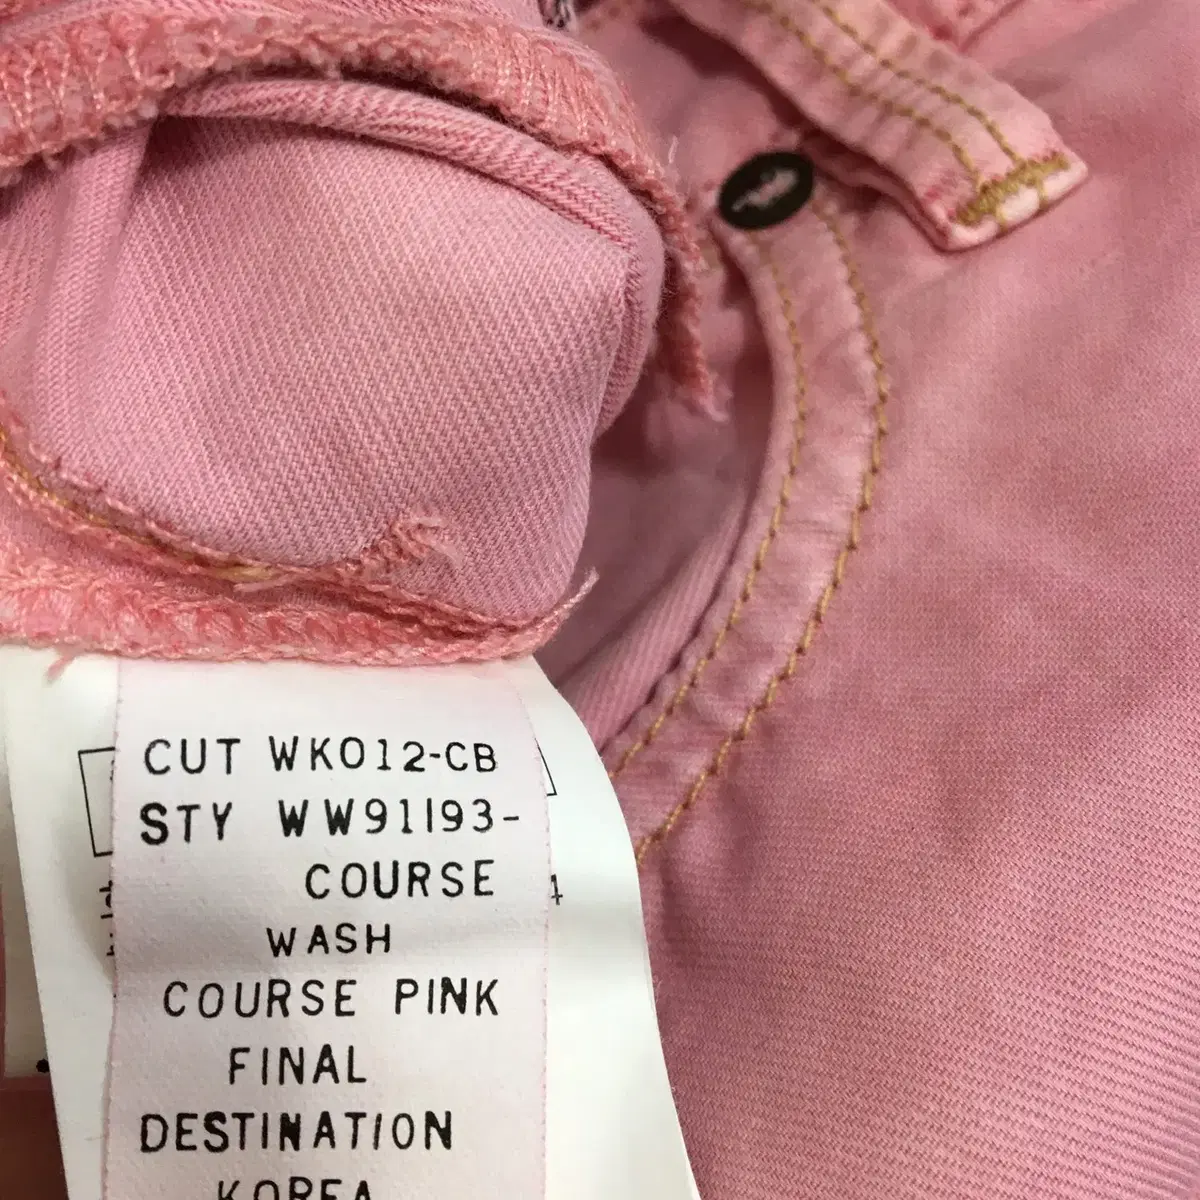 CUT WK012-CB
STY WW91193-
COURSE
WASH
COURSE PINK
FINAL
DESTINATION
KOREA